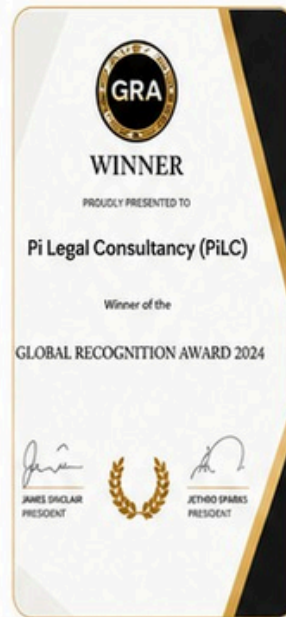 GRA
WINNER
PROUDLY PRESENTED TO
Pi Legal Consultancy (PiLC)
Winner of the
GLOBAL RECOGNITION AWARD 2024
JAMES SINCLAIR
PRESIDENT
JETHRO SPARKS
PRESIDENT